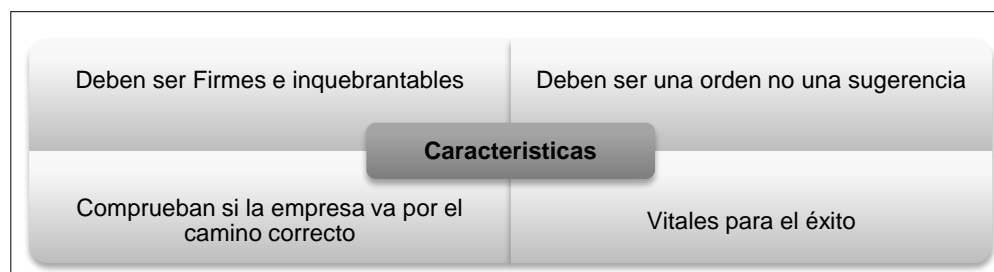 Deben ser Firmes e inquebrantables
Deben ser una orden no una sugerencia
Caracteristicas
Comprueban si la empresa va por el
camino correcto
Vitales para el éxito